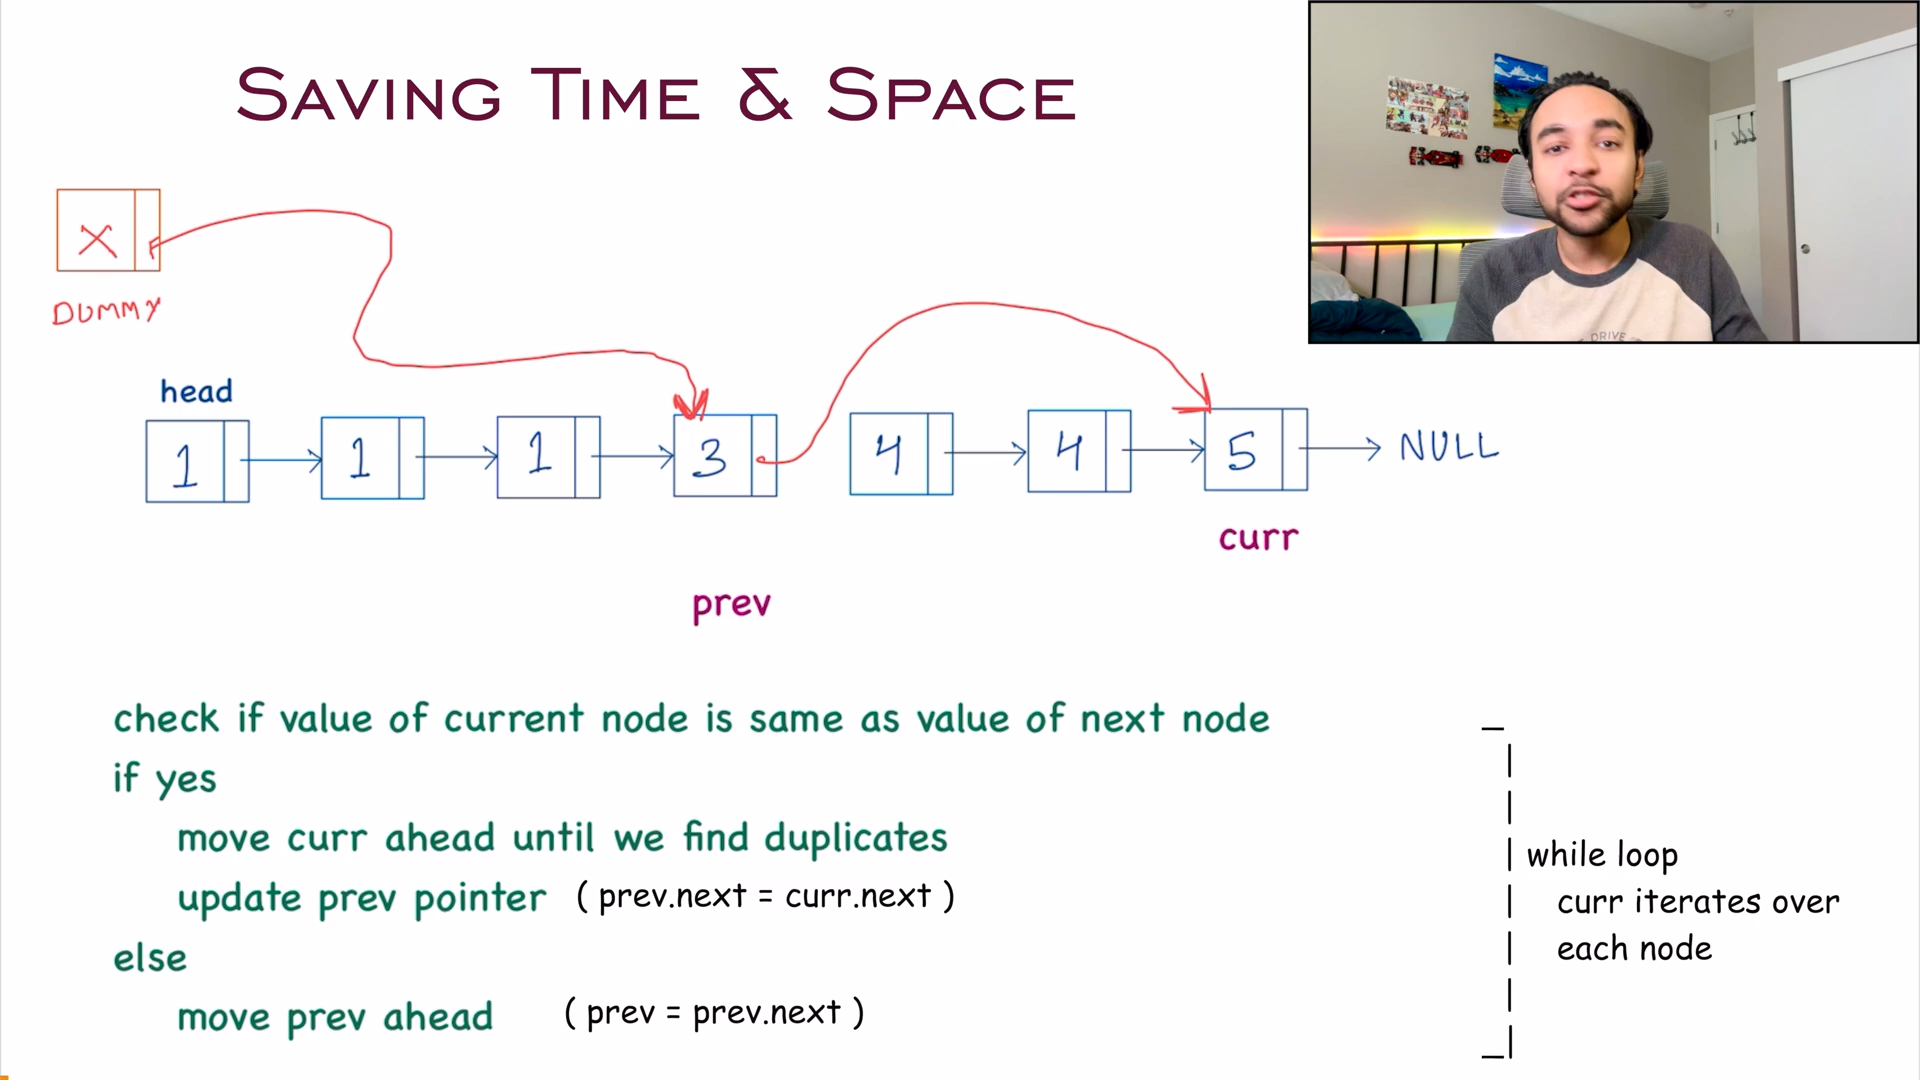 SAVING TIME & SPACE
X
DUMMY
head
1 1 1 3 4 4 5 NULL
curr
prev
check if value of current node is same as value of next node
if yes
move curr ahead until we find duplicates
update prev pointer ( prev.next = curr.next )
else
move prev ahead ( prev = prev.next )
while loop
curr iterates over
each node
DRIVE